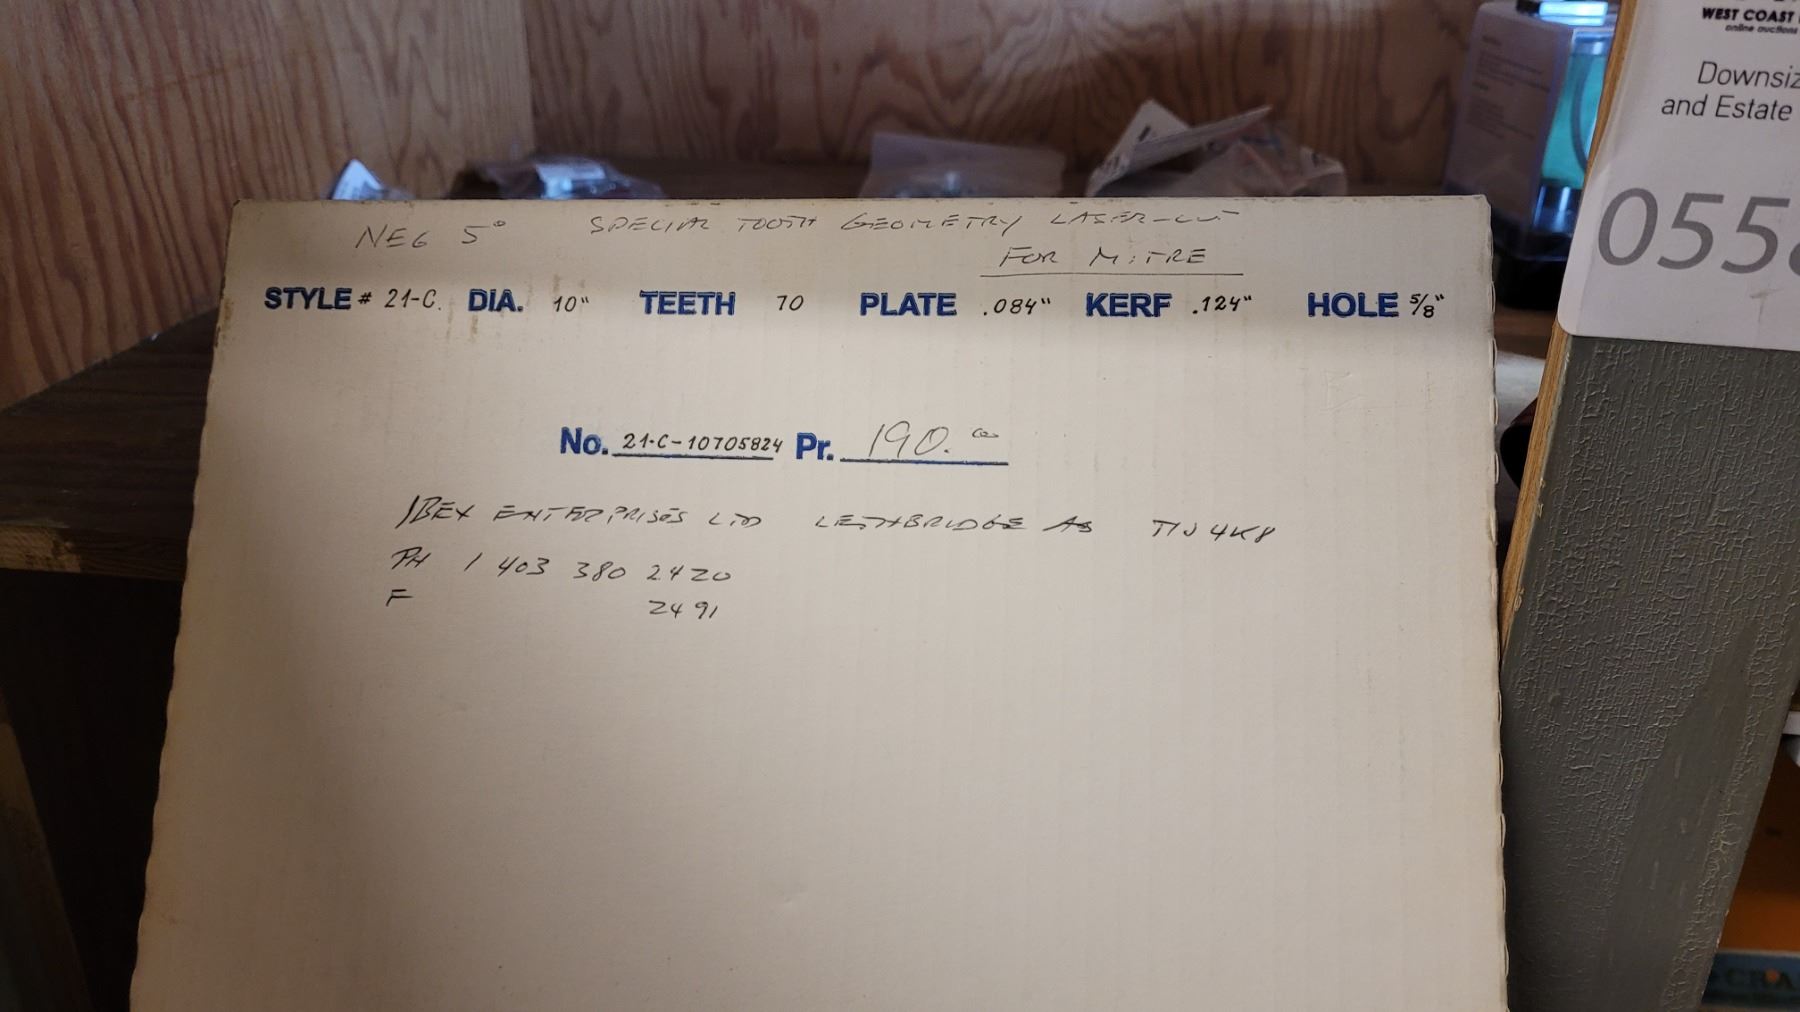 NEG 5° SPECIAL TOOTH GEOMETRY LASER-CUT
FOR MITRE
STYLE # 21-C. DIA. 10" TEETH 70 PLATE .084" KERF .124" HOLE 5/8"
No. 21-C-10705824 Pr. 190.00
IBEX ENTERPRISES LTD LETHBRIDGE AB T1J 4K8
PH 1 403 380 2420
F 2491
WEST COAST
online auctions
Downsiz
and Estate
055